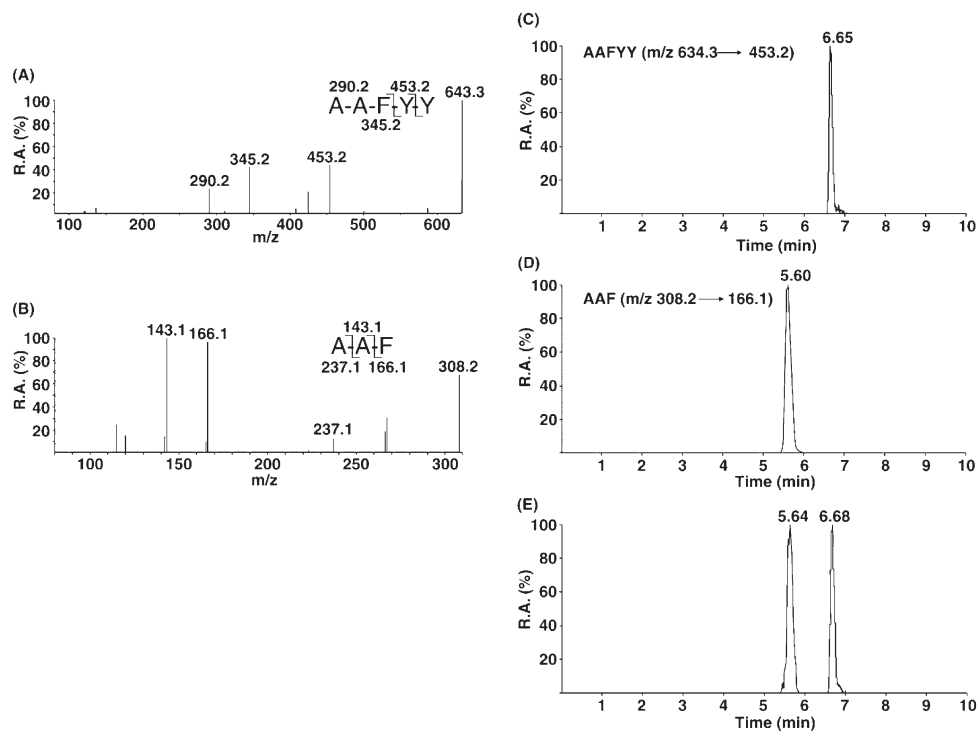 (A)
290.2 453.2 643.3
A-A-F-Y-Y
345.2
345.2 453.2
290.2
R.A. (%)
100
80
60
40
20
100 200 300 400 500 600
m/z
(B)
143.1 166.1
143.1
A-A-F
237.1 166.1 308.2
237.1
R.A. (%)
100
80
60
40
20
100 150 200 250 300
m/z
(C)
6.65
AAFYY (m/z 634.3 → 453.2)
R.A. (%)
100
80
60
40
20
1 2 3 4 5 6 7 8 9 10
Time (min)
(D)
5.60
AAF (m/z 308.2 → 166.1)
R.A. (%)
100
80
60
40
20
1 2 3 4 5 6 7 8 9 10
Time (min)
(E)
5.64 6.68
R.A. (%)
100
80
60
40
20
1 2 3 4 5 6 7 8 9 10
Time (min)